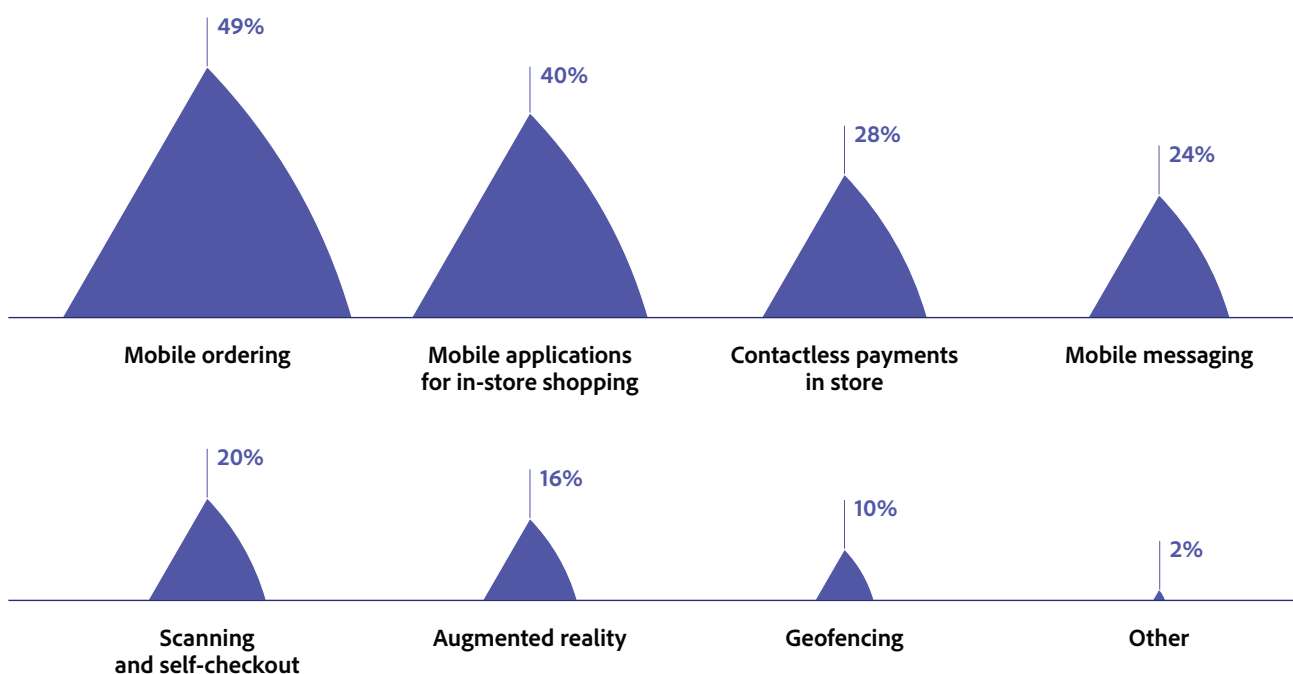 49%
40%
28%
24%
Mobile ordering
Mobile applications
for in-store shopping
Contactless payments
in store
Mobile messaging
20%
16%
10%
2%
Scanning
and self-checkout
Augmented reality
Geofencing
Other